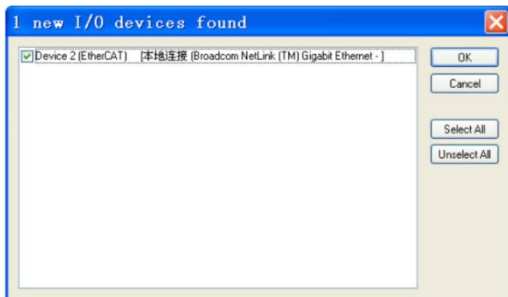 1 new I/O devices found
Device 2 (EtherCAT) [本地连接 (Broadcom NetLink (TM) Gigabit Ethernet - ]
OK
Cancel
Select All
Unselect All